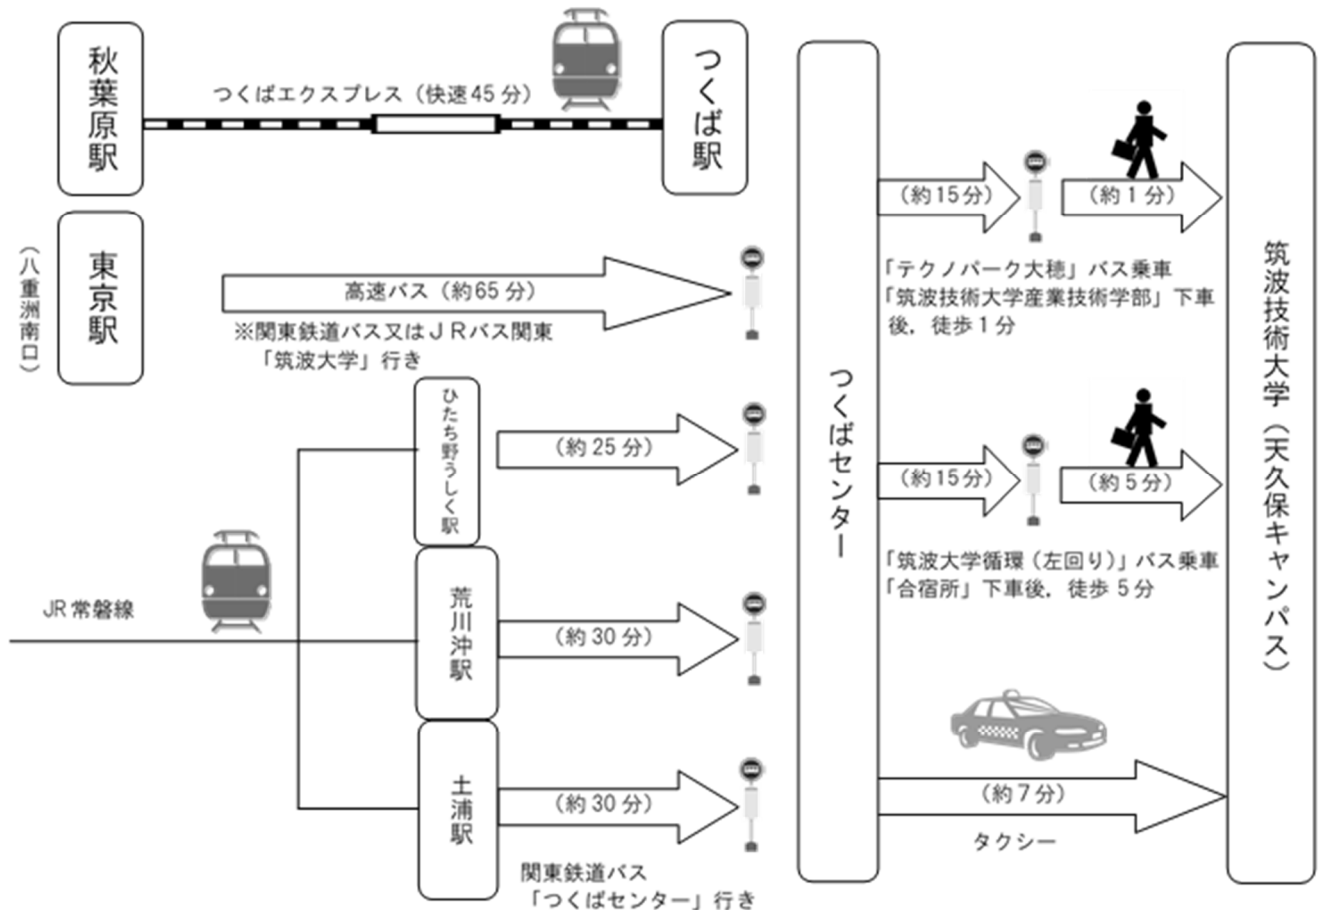 秋葉原駅
つくばエクスプレス（快速45分）
つくば駅
（八重洲南口）
東京駅
高速バス（約65分）
※関東鉄道バス又はＪＲバス関東
「筑波大学」行き
JR常磐線
ひたち野うしく駅
（約25分）
荒川沖駅
（約30分）
土浦駅
（約30分）
関東鉄道バス
「つくばセンター」行き
つくばセンター
（約15分）
（約1分）
「テクノパーク大穂」バス乗車
「筑波技術大学産業技術学部」下車
後，徒歩1分
（約15分）
（約5分）
「筑波大学循環（左回り）」バス乗車
「合宿所」下車後，徒歩 5分
（約7分）
タクシー
筑波技術大学（天久保キャンパス）